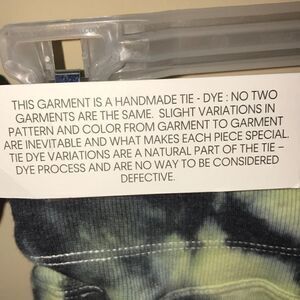 THIS GARMENT IS A HANDMADE TIE - DYE : NO TWO
GARMENTS ARE THE SAME. SLIGHT VARIATIONS IN
PATTERN AND COLOR FROM GARMENT TO GARMENT
ARE INEVITABLE AND WHAT MAKES EACH PIECE SPECIAL.
TIE DYE VARIATIONS ARE A NATURAL PART OF THE TIE –
DYE PROCESS AND ARE NO WAY TO BE CONSIDERED
DEFECTIVE.